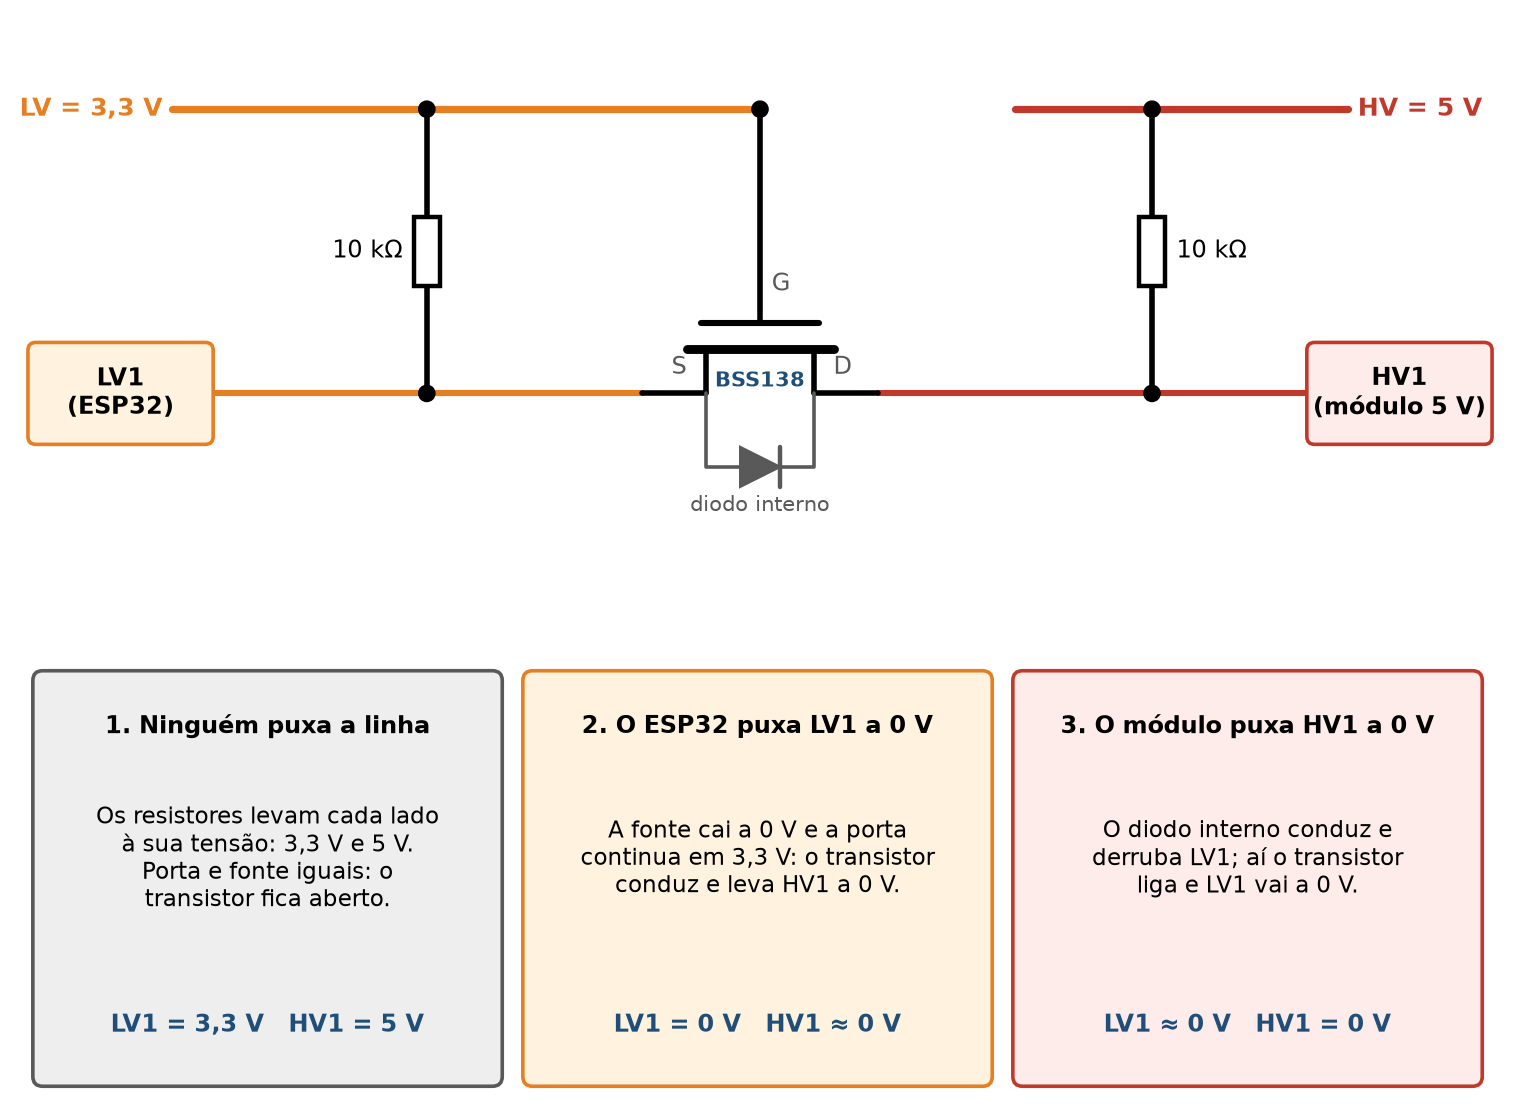 LV = 3,3 V
HV = 5 V
10 kΩ
10 kΩ
G
S
D
BSS138
LV1
(ESP32)
HV1
(módulo 5 V)
diodo interno
1. Ninguém puxa a linha
Os resistores levam cada lado
à sua tensão: 3,3 V e 5 V.
Porta e fonte iguais: o
transistor fica aberto.
LV1 = 3,3 V   HV1 = 5 V
2. O ESP32 puxa LV1 a 0 V
A fonte cai a 0 V e a porta
continua em 3,3 V: o transistor
conduz e leva HV1 a 0 V.
LV1 = 0 V   HV1 ≈ 0 V
3. O módulo puxa HV1 a 0 V
O diodo interno conduz e
derruba LV1; aí o transistor
liga e LV1 vai a 0 V.
LV1 ≈ 0 V   HV1 = 0 V